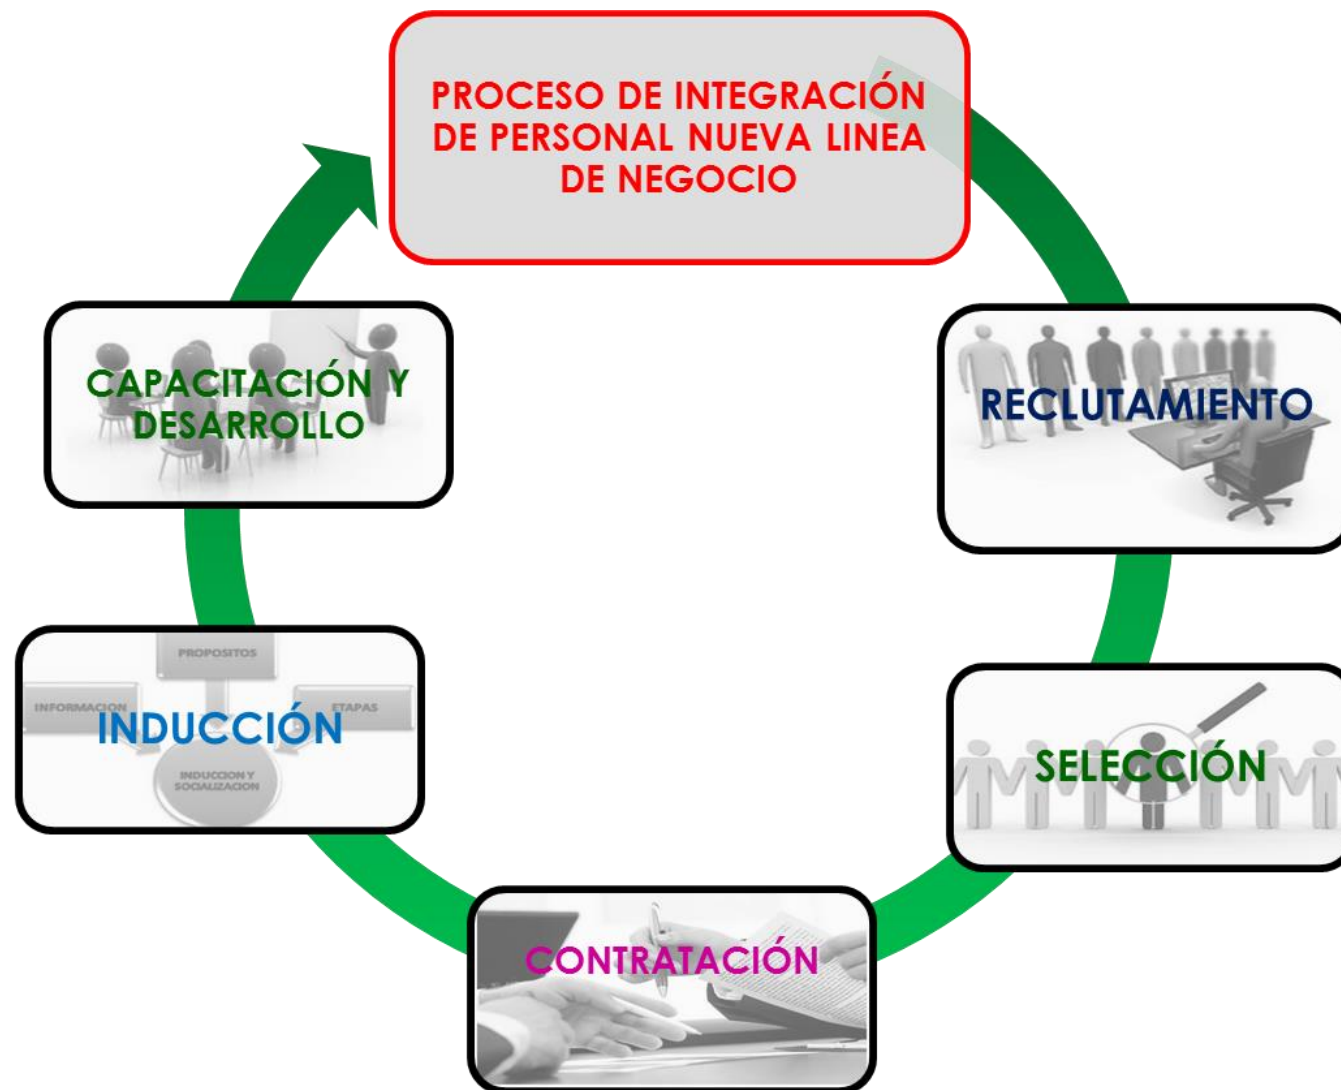 PROCESO DE INTEGRACIÓN
DE PERSONAL NUEVA LINEA
DE NEGOCIO
RECLUTAMIENTO
SELECCIÓN
CONTRATACIÓN
PROPOSITOS
INFORMACION
ETAPAS
INDUCCIÓN
INDUCCION Y
SOCIALIZACION
CAPACITACIÓN Y
DESARROLLO